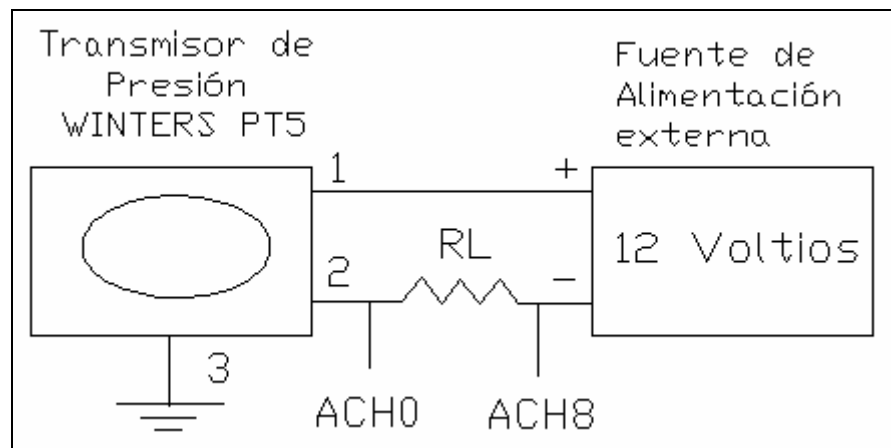 Transmisor de
Presión
WINTERS PT5
Fuente de
Alimentación
externa
1
+
12 Voltios
RL
2
-
3
ACH0
ACH8